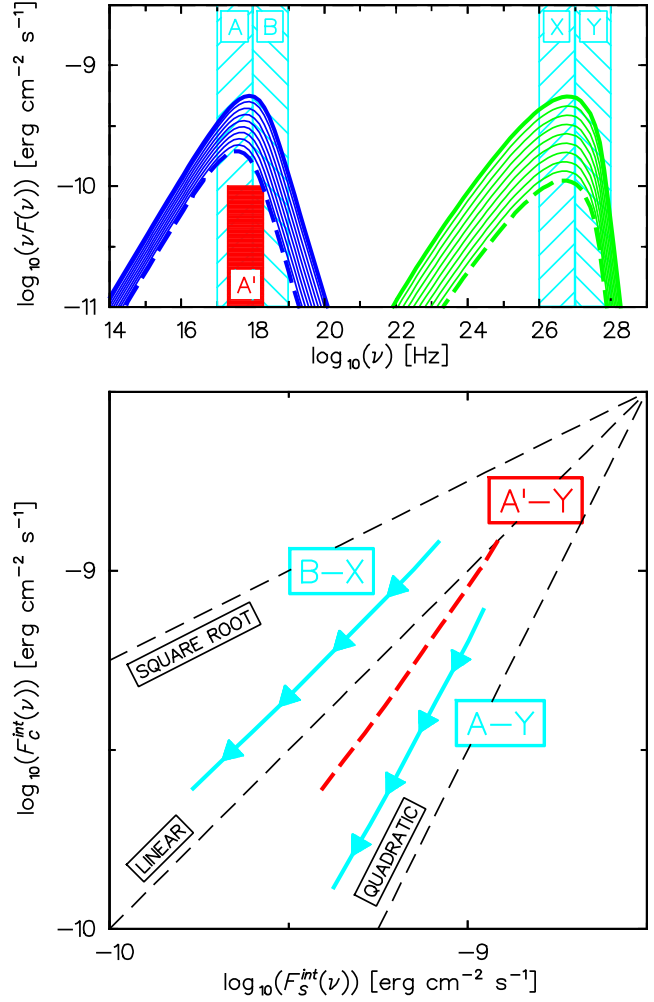 A B X Y
−9
−10
−11
log₁₀(νF(ν)) [erg cm⁻² s⁻¹]
A'
14 16 18 20 22 24 26 28
log₁₀(ν) [Hz]
A'−Y
B−X
−9
SQUARE ROOT
A−Y
log₁₀(F_C^int(ν)) [erg cm⁻² s⁻¹]
LINEAR
QUADRATIC
−10
−10 −9
log₁₀(F_S^int(ν)) [erg cm⁻² s⁻¹]